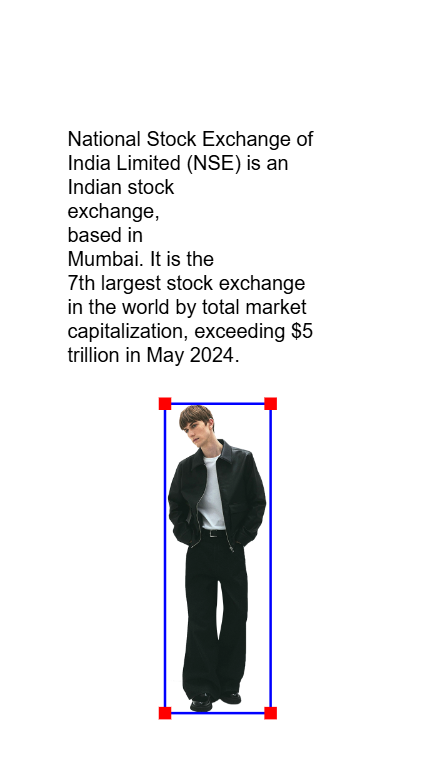 National Stock Exchange of
India Limited (NSE) is an
Indian stock
exchange,
based in
Mumbai. It is the
7th largest stock exchange
in the world by total market
capitalization, exceeding $5
trillion in May 2024.